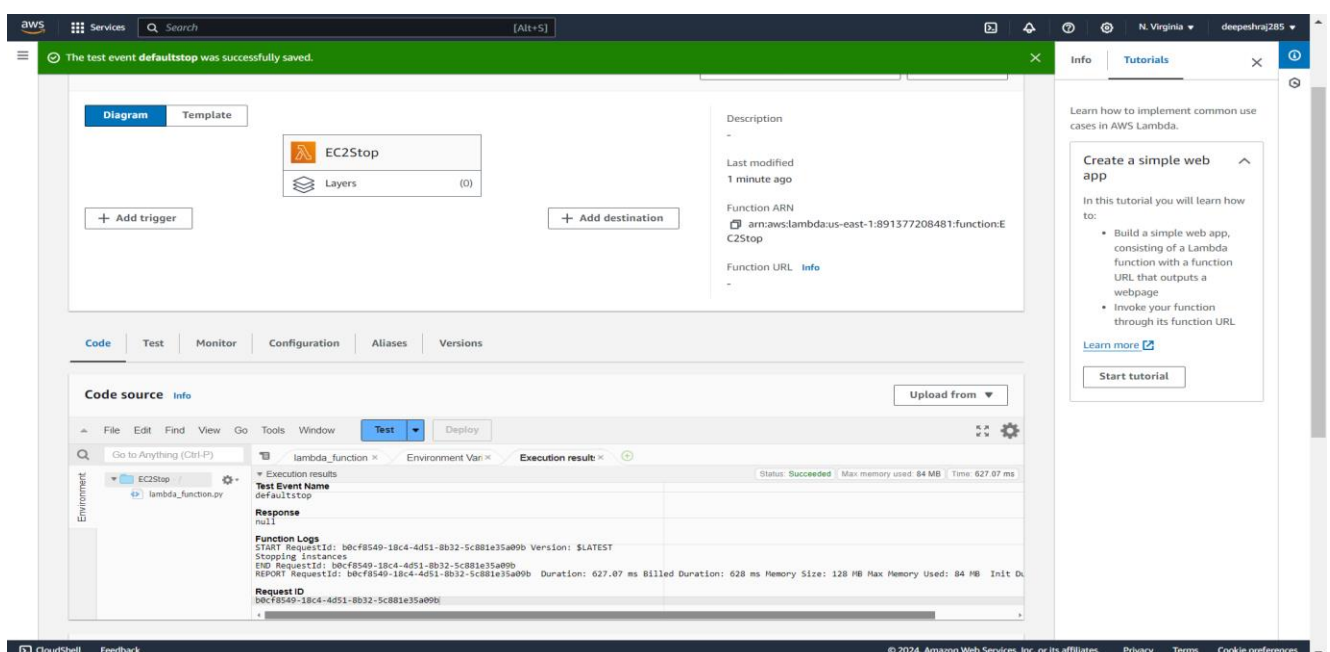 aws
Services
Search
[Alt+S]
N. Virginia
deepeshraj285
The test event defaultstop was successfully saved.
Info
Tutorials
Diagram
Template
EC2Stop
Layers
(0)
+ Add trigger
+ Add destination
Description
-
Last modified
1 minute ago
Function ARN
arn:aws:lambda:us-east-1:891377208481:function:E
C2Stop
Function URL Info
-
Learn how to implement common use
cases in AWS Lambda.
Create a simple web
app
In this tutorial you will learn how
to:
• Build a simple web app,
consisting of a Lambda
function with a function
URL that outputs a
webpage
• Invoke your function
through its function URL
Learn more
Start tutorial
Code
Test
Monitor
Configuration
Aliases
Versions
Code source Info
Upload from
File Edit Find View Go Tools Window
Test
Deploy
Go to Anything (Ctrl-P)
lambda_function ×
Environment Vari ×
Execution results ×
Environment
EC2Stop /
lambda_function.py
Execution results
Status: Succeeded
Max memory used: 84 MB
Time: 627.07 ms
Test Event Name
defaultstop
Response
null
Function Logs
START RequestId: b0cf8549-18c4-4d51-8b32-5c881e35a09b Version: $LATEST
Stopping instances
END RequestId: b0cf8549-18c4-4d51-8b32-5c881e35a09b
REPORT RequestId: b0cf8549-18c4-4d51-8b32-5c881e35a09b Duration: 627.07 ms Billed Duration: 628 ms Memory Size: 128 MB Max Memory Used: 84 MB Init Du
Request ID
b0cf8549-18c4-4d51-8b32-5c881e35a09b
CloudShell
Feedback
© 2024, Amazon Web Services, Inc. or its affiliates.
Privacy
Terms
Cookie preferences